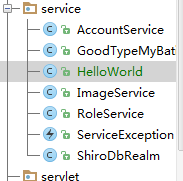 service
AccountService
GoodTypeMyBat
HelloWorld
ImageService
RoleService
ServiceException
ShiroDbRealm
servlet